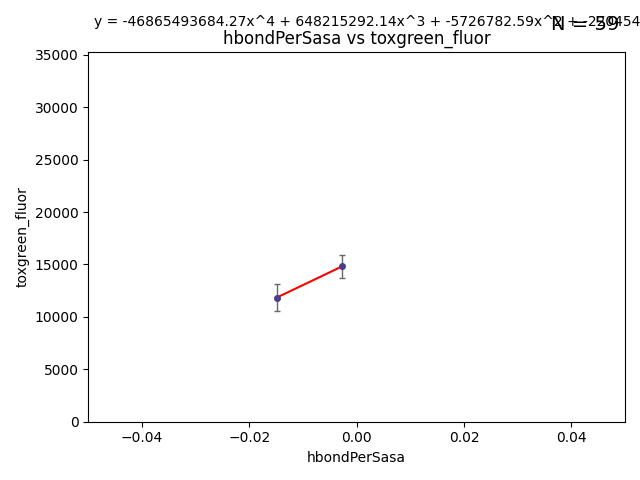 y = -46865493684.27x^4 + 648215292.14x^3 + -5726782.59x^2 +
N = 59
hbondPerSasa vs toxgreen_fluor
35000
30000
25000
20000
15000
10000
5000
0
toxgreen_fluor
−0.04 −0.02 0.00 0.02 0.04
hbondPerSasa